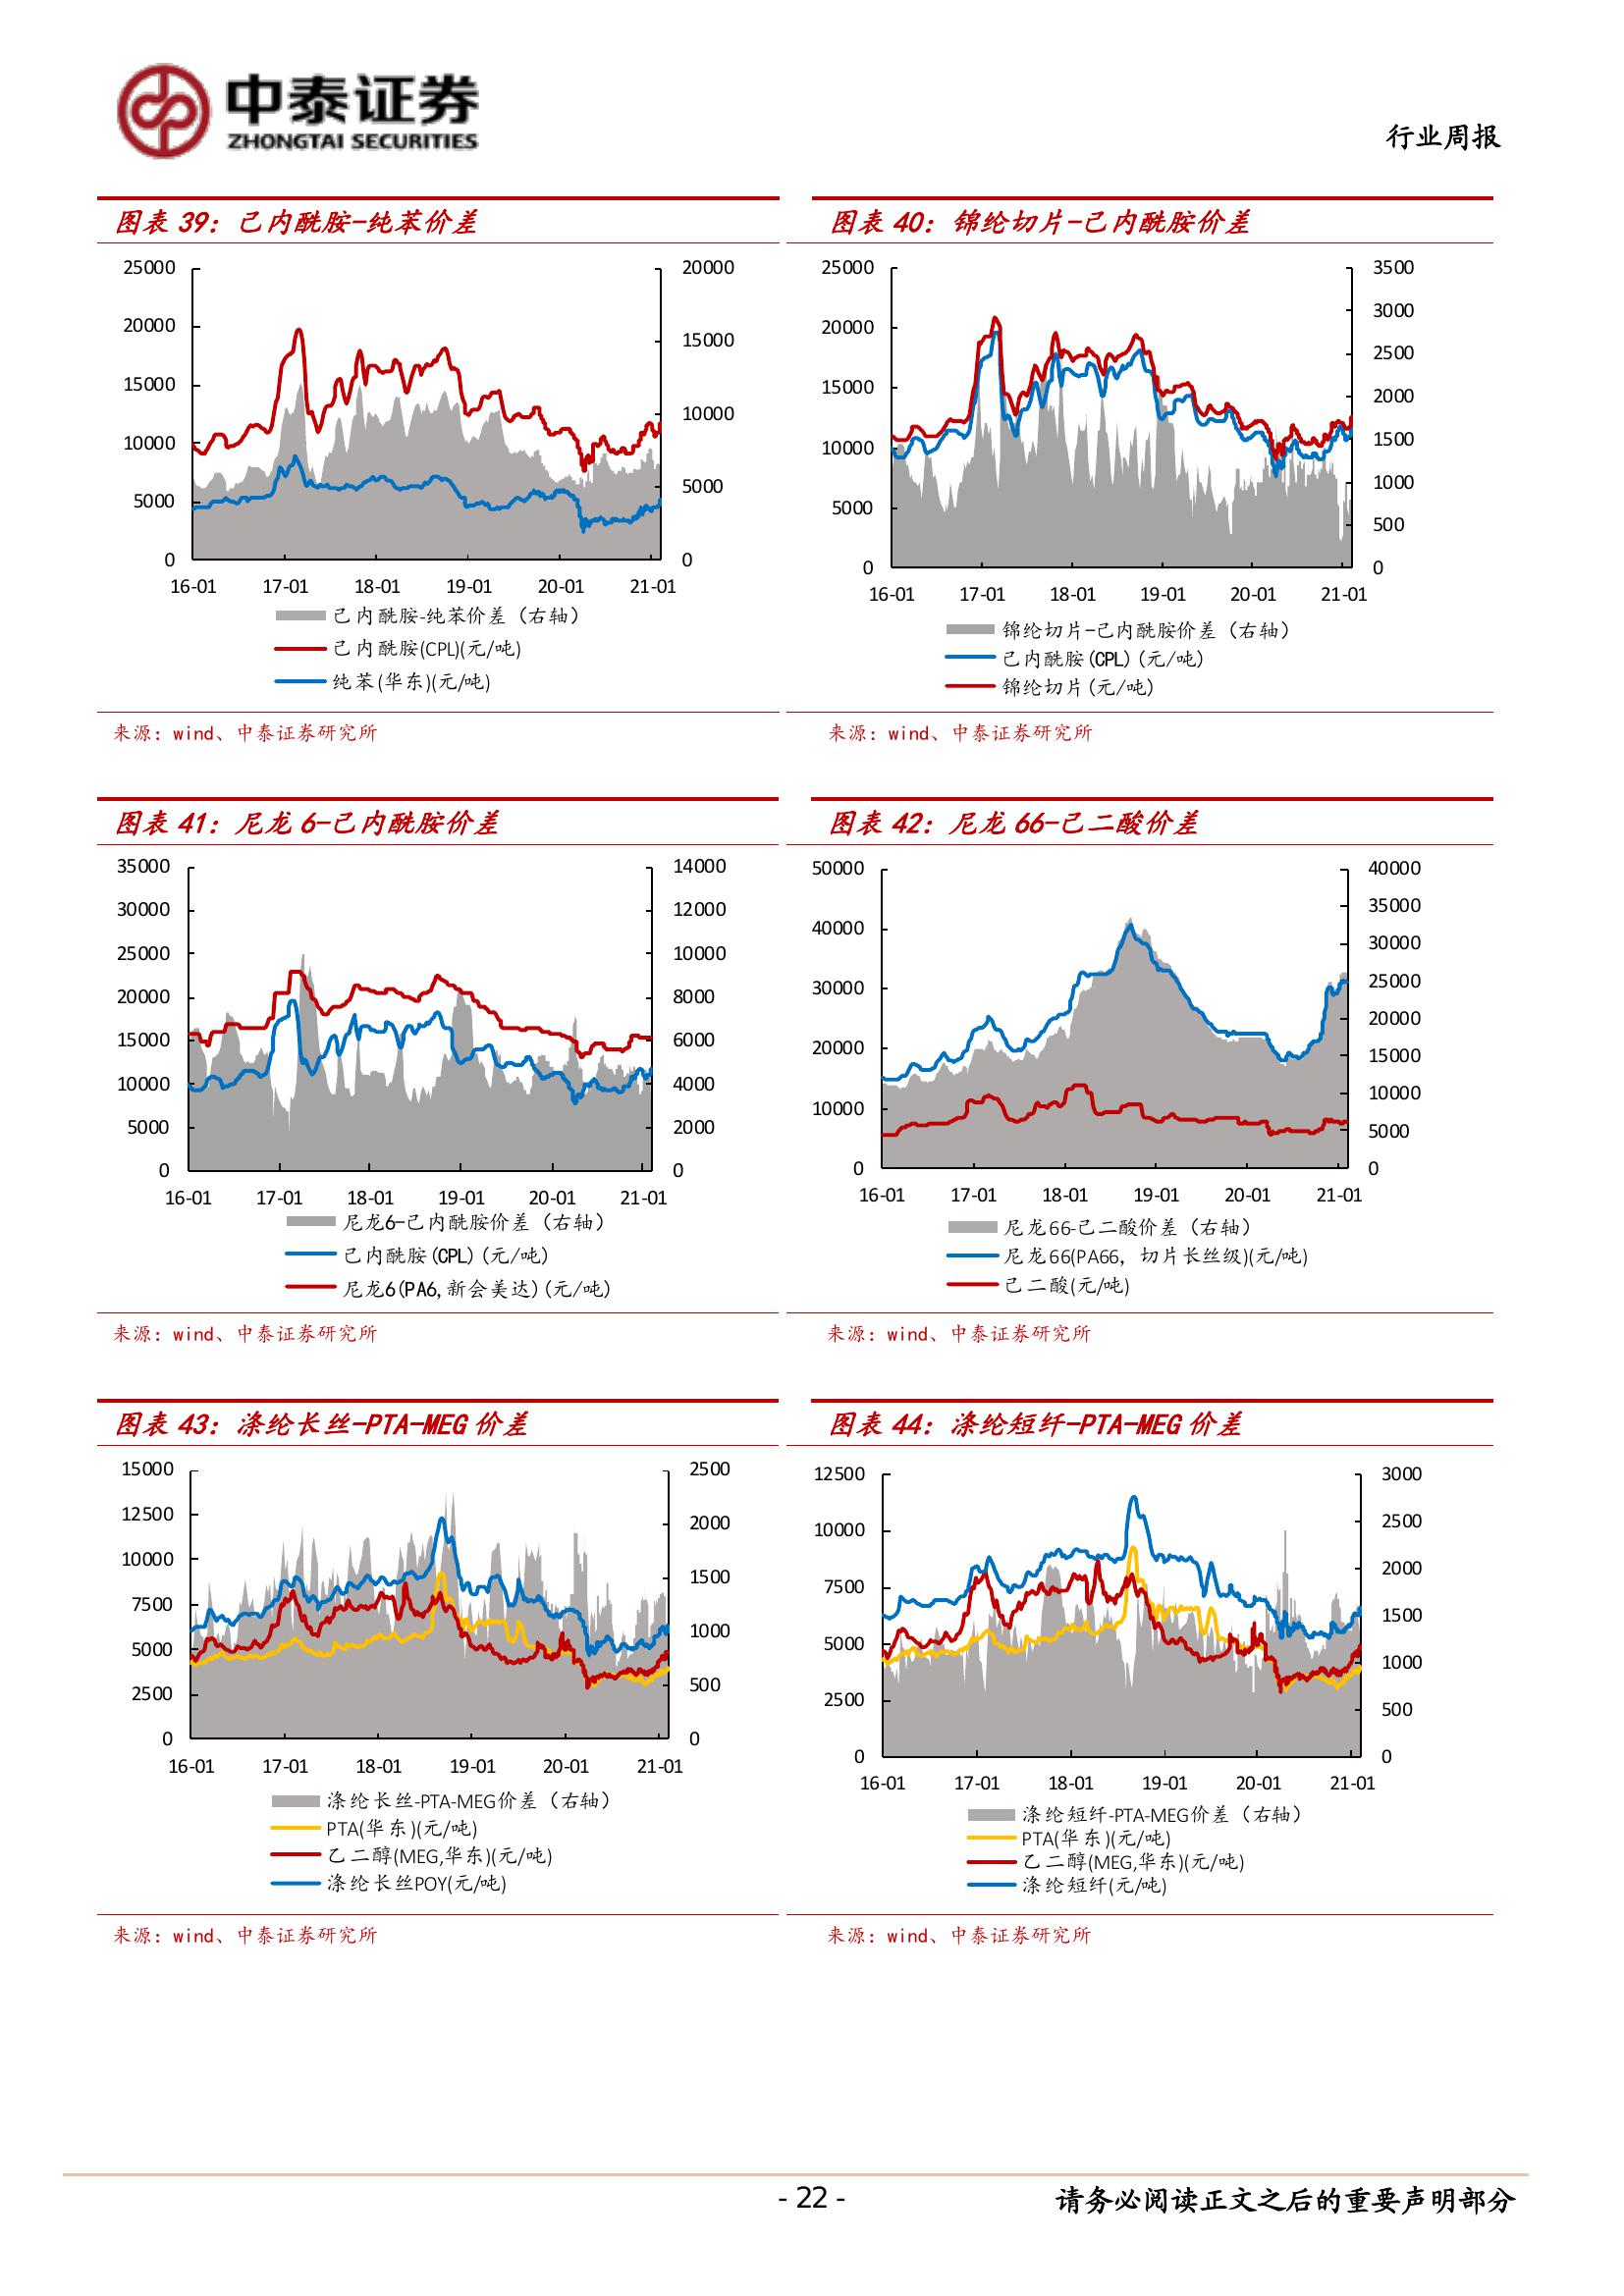 中泰证券
ZHONGTAI SECURITIES
行业周报
图表 39：己内酰胺-纯苯价差
25000
20000
15000
10000
5000
0
20000
15000
10000
5000
0
16-01 17-01 18-01 19-01 20-01 21-01
己内酰胺-纯苯价差（右轴）
己内酰胺(CPL)(元/吨)
纯苯(华东)(元/吨)
来源：wind、中泰证券研究所
图表 40：锦纶切片-己内酰胺价差
25000
20000
15000
10000
5000
0
3500
3000
2500
2000
1500
1000
500
0
16-01 17-01 18-01 19-01 20-01 21-01
锦纶切片-己内酰胺价差（右轴）
己内酰胺(CPL)(元/吨)
锦纶切片(元/吨)
来源：wind、中泰证券研究所
图表 41：尼龙 6-己内酰胺价差
35000
30000
25000
20000
15000
10000
5000
0
14000
12000
10000
8000
6000
4000
2000
0
16-01 17-01 18-01 19-01 20-01 21-01
尼龙6-己内酰胺价差（右轴）
己内酰胺(CPL)(元/吨)
尼龙6(PA6,新会美达)(元/吨)
来源：wind、中泰证券研究所
图表 42：尼龙 66-己二酸价差
50000
40000
30000
20000
10000
0
40000
35000
30000
25000
20000
15000
10000
5000
0
16-01 17-01 18-01 19-01 20-01 21-01
尼龙66-己二酸价差（右轴）
尼龙66(PA66，切片长丝级)(元/吨)
己二酸(元/吨)
来源：wind、中泰证券研究所
图表 43：涤纶长丝-PTA-MEG 价差
15000
12500
10000
7500
5000
2500
0
2500
2000
1500
1000
500
0
16-01 17-01 18-01 19-01 20-01 21-01
涤纶长丝-PTA-MEG价差（右轴）
PTA(华东)(元/吨)
乙二醇(MEG,华东)(元/吨)
涤纶长丝POY(元/吨)
来源：wind、中泰证券研究所
图表 44：涤纶短纤-PTA-MEG 价差
12500
10000
7500
5000
2500
0
3000
2500
2000
1500
1000
500
0
16-01 17-01 18-01 19-01 20-01 21-01
涤纶短纤-PTA-MEG价差（右轴）
PTA(华东)(元/吨)
乙二醇(MEG,华东)(元/吨)
涤纶短纤(元/吨)
来源：wind、中泰证券研究所
- 22 -
请务必阅读正文之后的重要声明部分